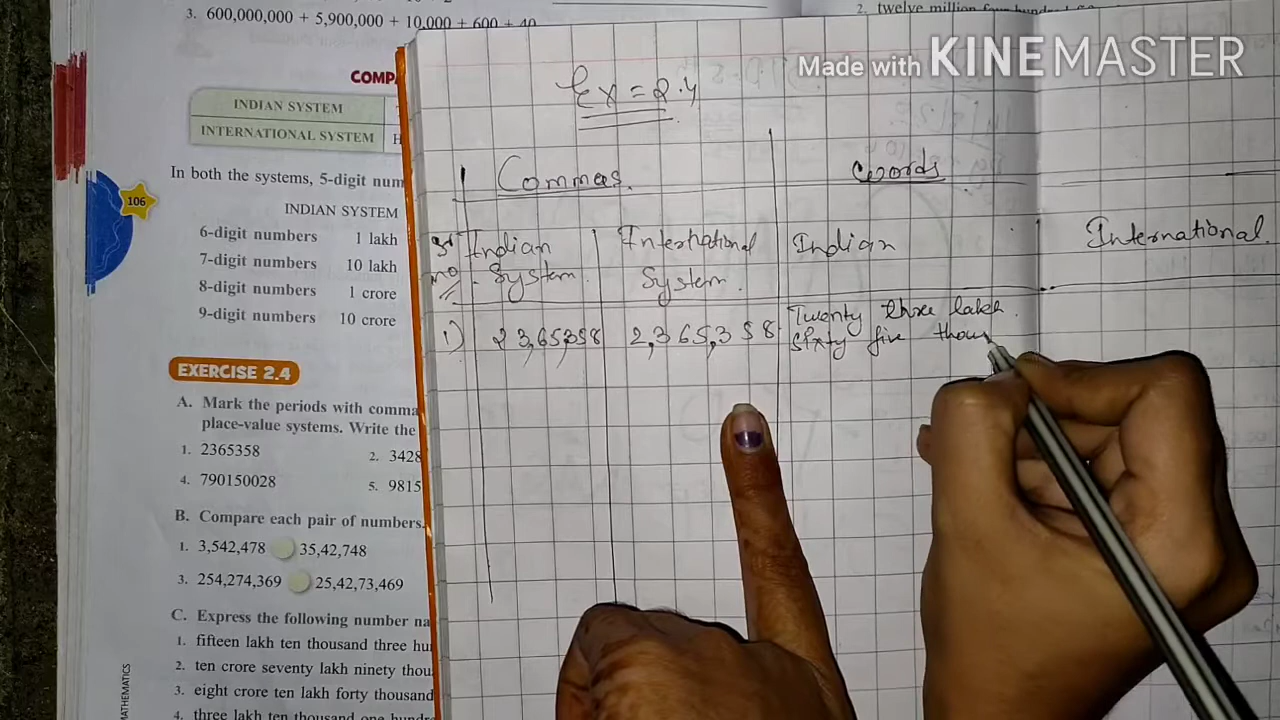 3. 600,000,000 + 5,900,000 + 10,000 + 600 + 40
2. twelve million four hundred
Made with KINEMASTER
COMPA
INDIAN SYSTEM
INTERNATIONAL SYSTEM H
In both the systems, 5-digit num
106
INDIAN SYSTEM
6-digit numbers 1 lakh
7-digit numbers 10 lakh
8-digit numbers 1 crore
9-digit numbers 10 crore
EXERCISE 2.4
A. Mark the periods with comma
place-value systems. Write the
1. 2365358 2. 3428
4. 790150028 5. 9815
B. Compare each pair of numbers.
1. 3,542,478 35,42,748
3. 254,274,369 25,42,73,469
C. Express the following number na
1. fifteen lakh ten thousand three hu
2. ten crore seventy lakh ninety thou
3. eight crore ten lakh forty thousand
4. three lakh ten thousand one hundr
MATHEMATICS
Ex = 2.4
Commas. Words
Sr Indian International Indian International.
no. System. System.
1) 23,65,358 2,365,358 Twenty three lakh.
Sixty five thous